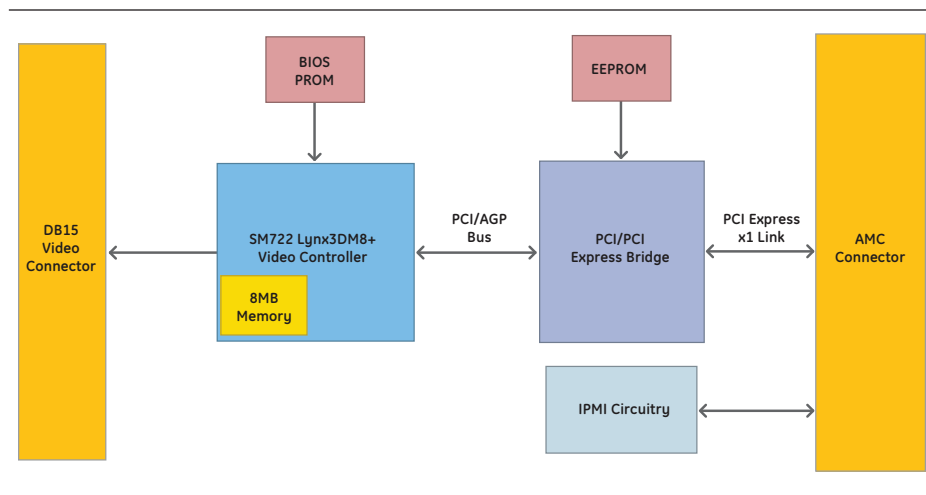 BIOS
PROM
EEPROM
DB15
Video
Connector
SM722 Lynx3DM8+
Video Controller
8MB
Memory
PCI/AGP
Bus
PCI/PCI
Express Bridge
PCI Express
x1 Link
AMC
Connector
IPMI Circuitry